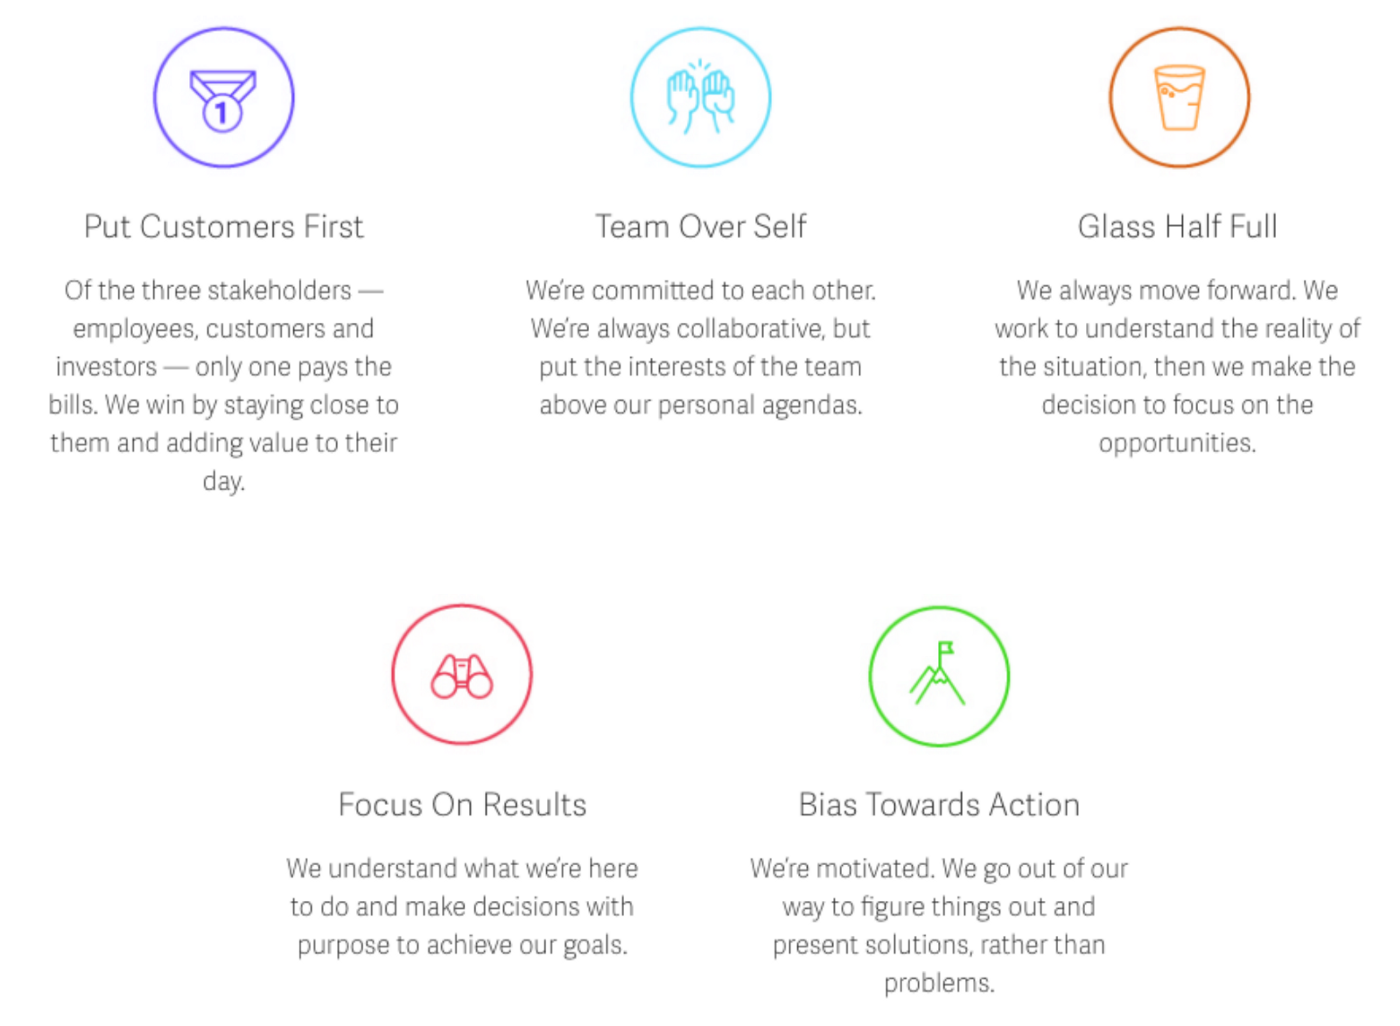 1
Put Customers First
Of the three stakeholders —
employees, customers and
investors — only one pays the
bills. We win by staying close to
them and adding value to their
day.
Team Over Self
We’re committed to each other.
We’re always collaborative, but
put the interests of the team
above our personal agendas.
Glass Half Full
We always move forward. We
work to understand the reality of
the situation, then we make the
decision to focus on the
opportunities.
Focus On Results
We understand what we’re here
to do and make decisions with
purpose to achieve our goals.
Bias Towards Action
We’re motivated. We go out of our
way to figure things out and
present solutions, rather than
problems.